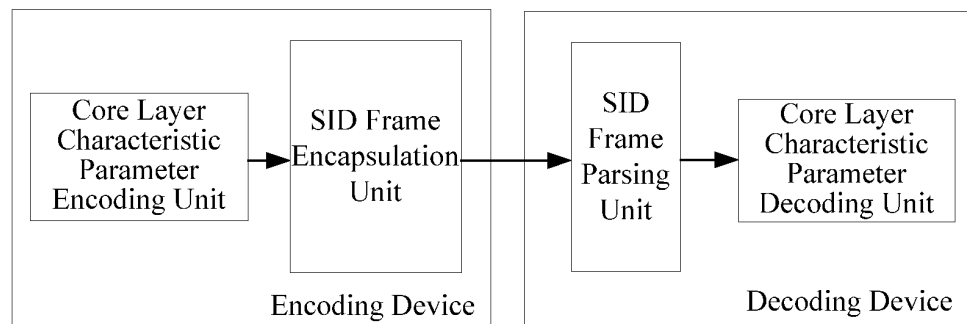 Core Layer
Characteristic
Parameter
Encoding Unit
SID Frame
Encapsulation
Unit
Encoding Device
SID
Frame
Parsing
Unit
Core Layer
Characteristic
Parameter
Decoding Unit
Decoding Device